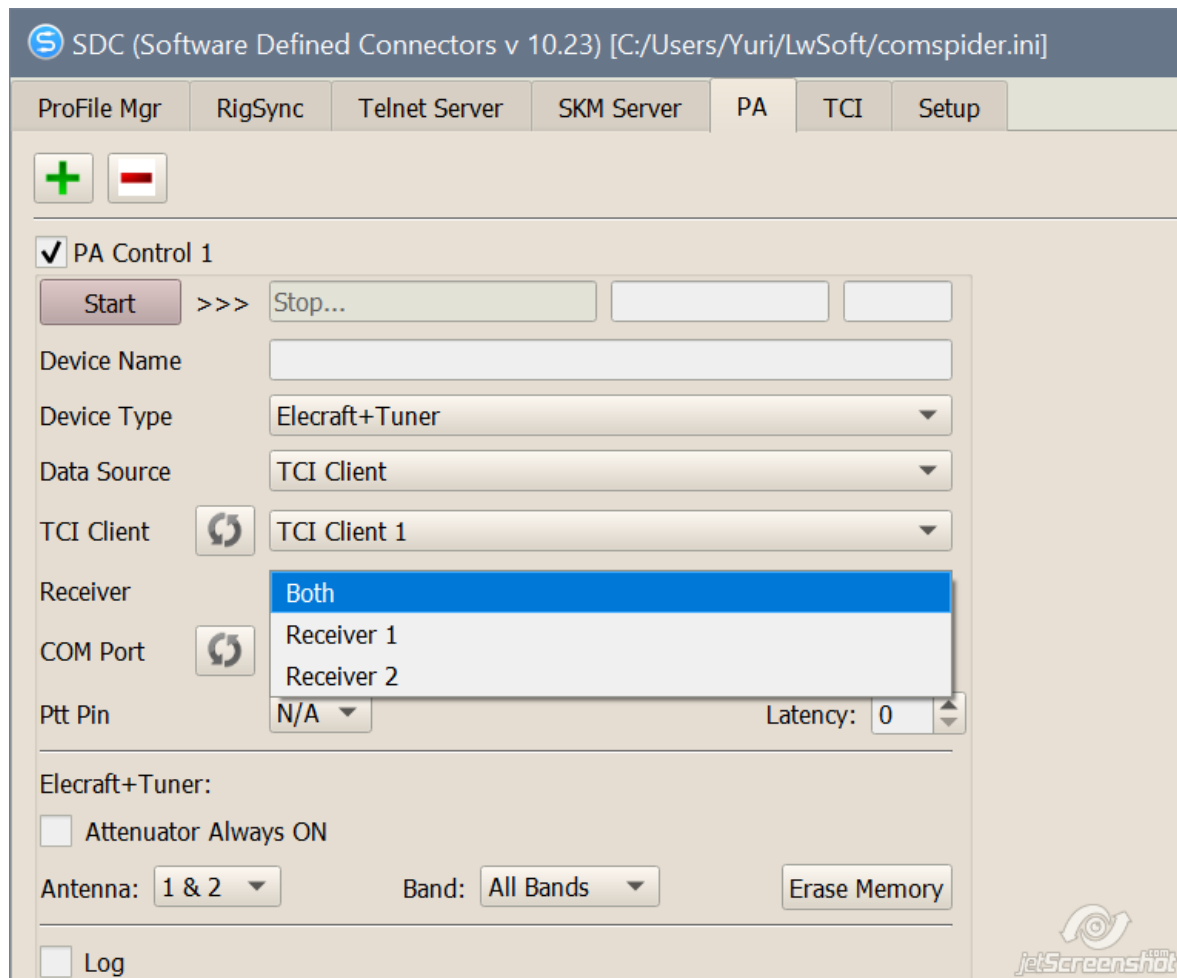 SDC (Software Defined Connectors v 10.23) [C:/Users/Yuri/LwSoft/comspider.ini]
ProFile Mgr RigSync Telnet Server SKM Server PA TCI Setup
PA Control 1
Start >>> Stop...
Device Name
Device Type Elecraft+Tuner
Data Source TCI Client
TCI Client TCI Client 1
Receiver Both
Receiver 1
COM Port
Receiver 2
Ptt Pin N/A Latency: 0
Elecraft+Tuner:
Attenuator Always ON
Antenna: 1 & 2 Band: All Bands Erase Memory
Log
jetScreenshot.com